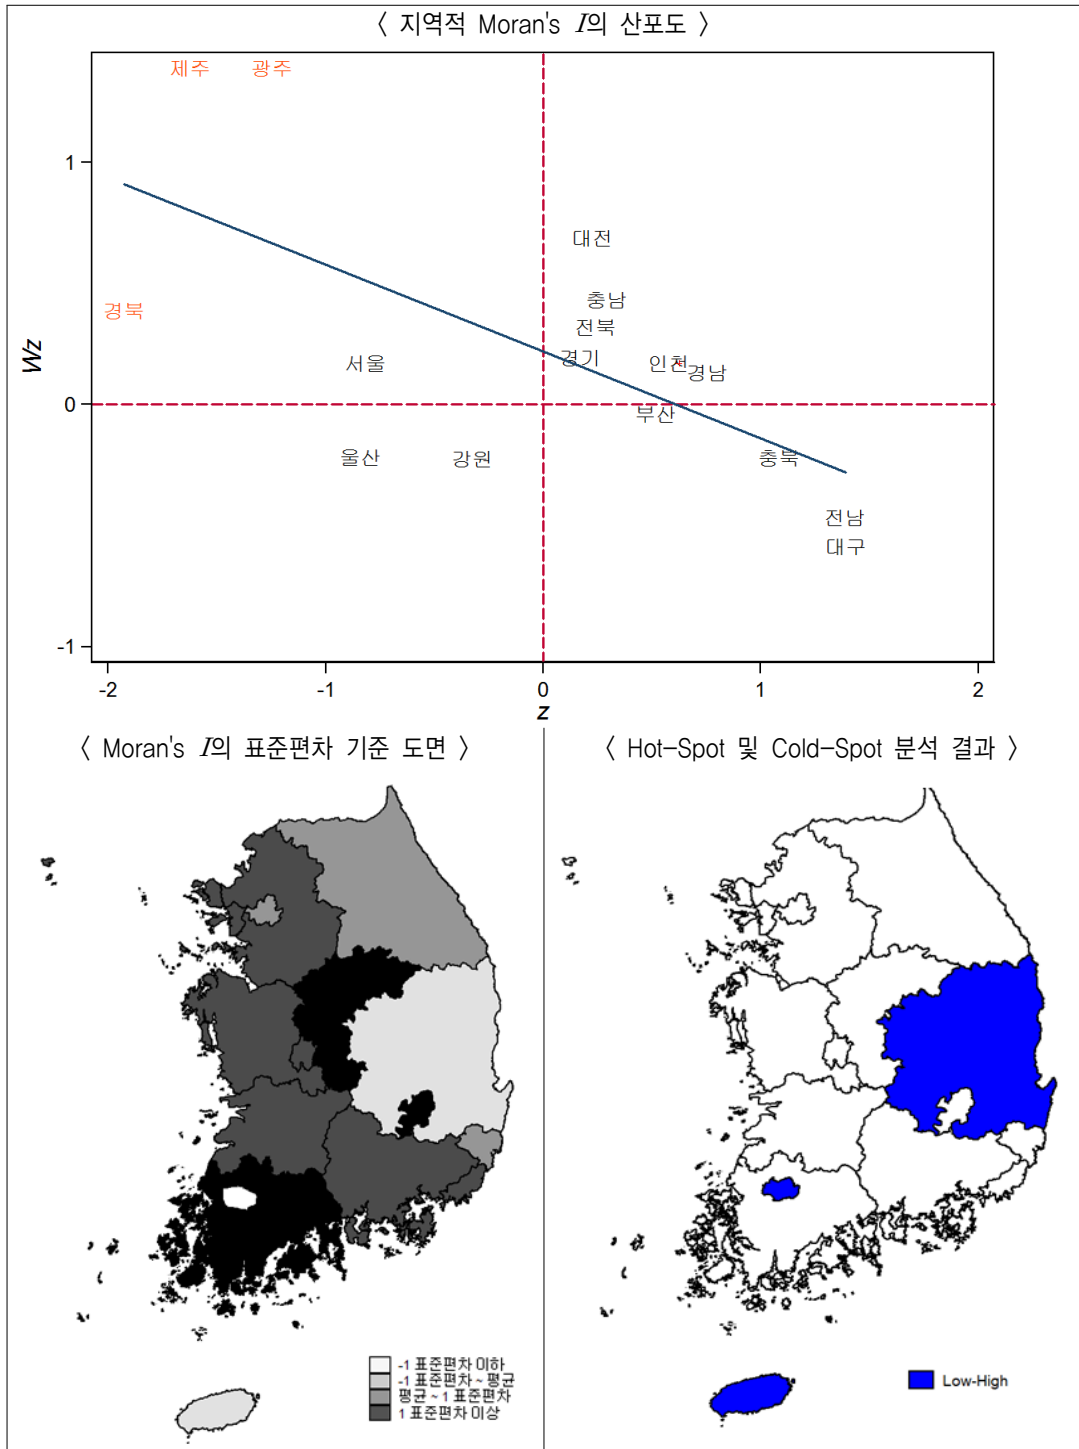 〈 지역적 Moran's I의 산포도 〉
제주 광주
1
대전
충남
경북
전북
경기
서울 인천 경남
Wz
0
부산
울산 강원 충북
전남
대구
-1
-2 -1 0 1 2
z
〈 Moran's I의 표준편차 기준 도면 〉
〈 Hot-Spot 및 Cold-Spot 분석 결과 〉
-1 표준편차 이하
-1 표준편차 ~ 평균
평균 ~ 1 표준편차
1 표준편차 이상
Low-High